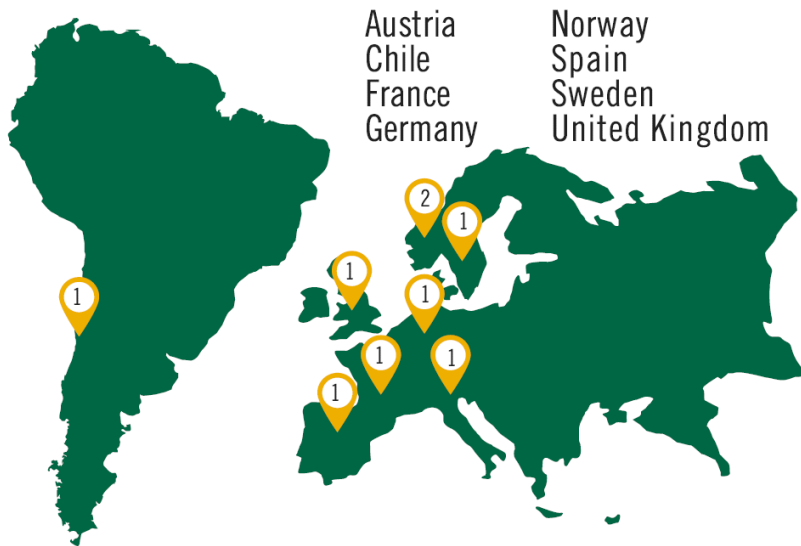 Austria
Chile
France
Germany
Norway
Spain
Sweden
United Kingdom
2
1
1
1
1
1
1
1
1